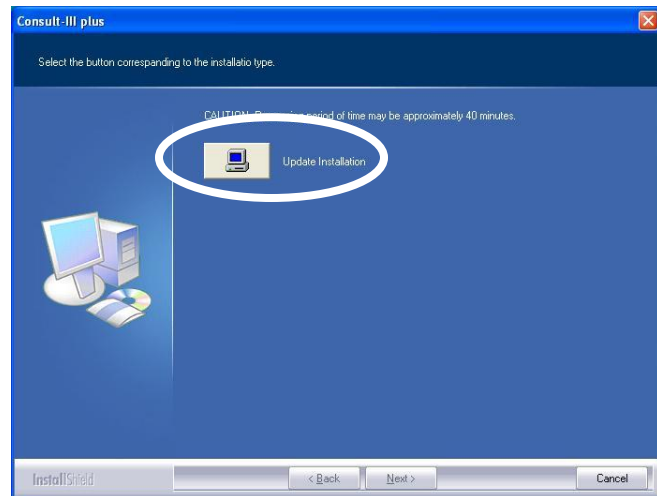 Consult-III plus
Select the button corresponding to the installatio type.
CAUTION: period of time may be approximately 40 minutes.
Update Installation
InstallShield
< Back
Next >
Cancel